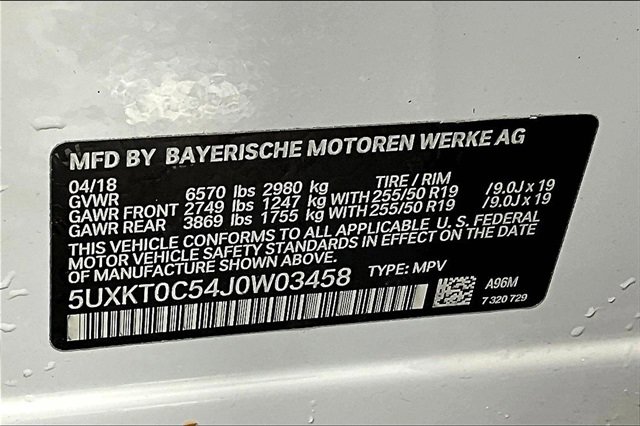 MFD BY BAYERISCHE MOTOREN WERKE AG
04/18 TIRE / RIM
GVWR 6570 lbs 2980 kg
GAWR FRONT 2749 lbs 1247 kg WITH 255/50 R19 /9.0J x 19
GAWR REAR 3869 lbs 1755 kg WITH 255/50 R19 /9.0J x 19
THIS VEHICLE CONFORMS TO ALL APPLICABLE U. S. FEDERAL
MOTOR VEHICLE SAFETY STANDARDS IN EFFECT ON THE DATE
OF MANUFACTURE SHOWN ABOVE.
5UXKT0C54J0W03458 TYPE: MPV
A96M
7 320 729